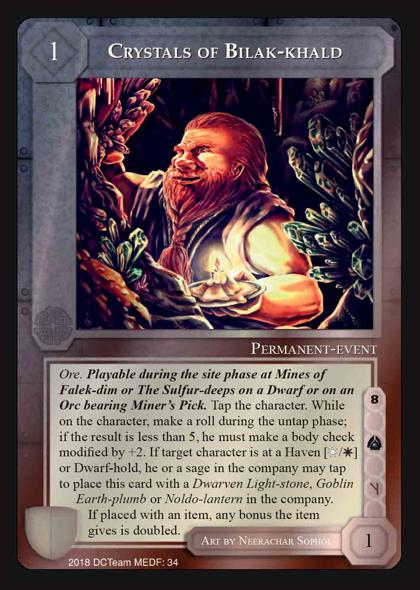 1
Crystals of Bilak-khald
Permanent-event
Ore. Playable during the site phase at Mines of
Falek-dim or The Sulfur-deeps on a Dwarf or on an
Orc bearing Miner's Pick. Tap the character. While
on the character, make a roll during the untap phase;
if the result is less than 5, he must make a body check
modified by +2. If target character is at a Haven [☼/✷]
or Dwarf-hold, he or a sage in the company may tap
to place this card with a Dwarven Light-stone, Goblin
Earth-plumb or Noldo-lantern in the company.
If placed with an item, any bonus the item
gives is doubled.
8
Art by Neerachar Sophol
1
2018 DCTeam MEDF: 34